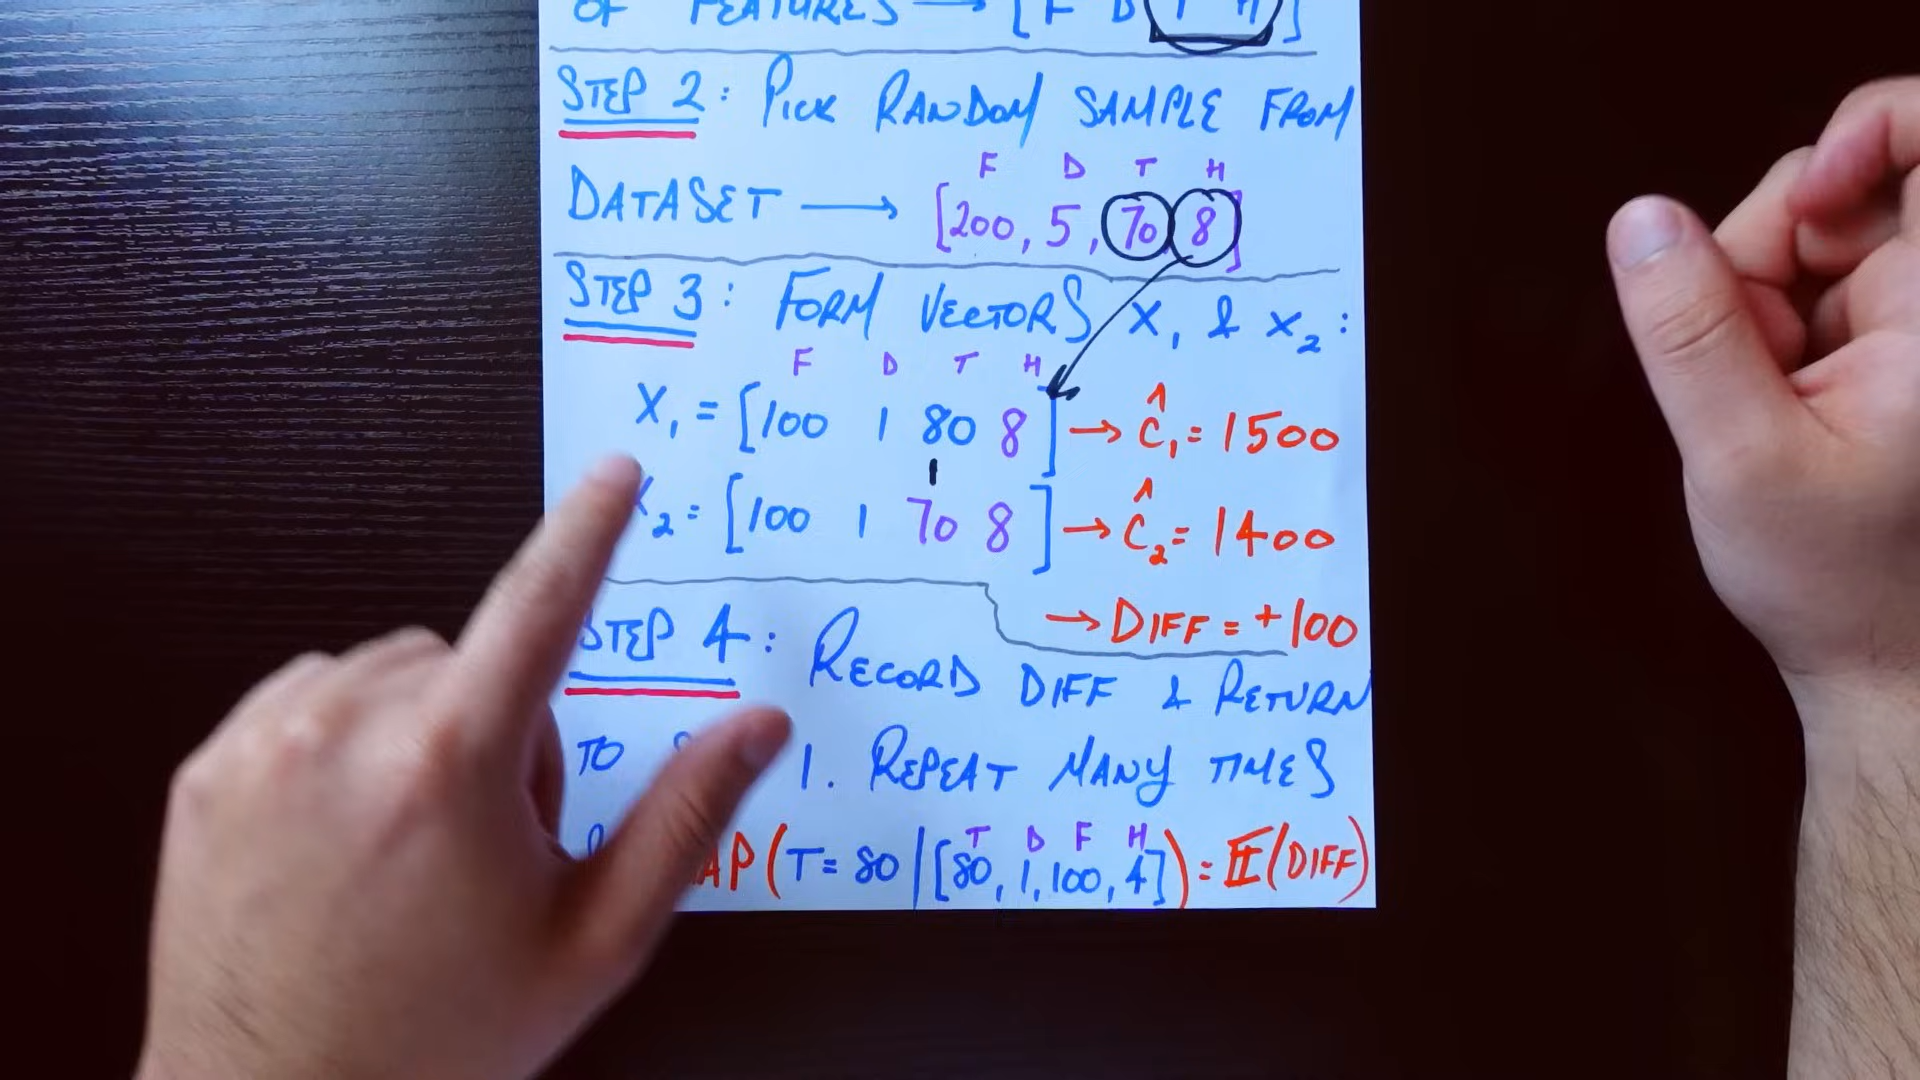 OF FEATURES → [F D T H]
STEP 2: PICK RANDOM SAMPLE FROM
F D T H
DATASET → [200, 5, 70 8]
STEP 3: FORM VECTORS X₁ & X₂:
F D T H
X₁ = [100 1 80 8] → Ĉ₁ = 1500
X₂ = [100 1 70 8] → Ĉ₂ = 1400
→ DIFF = +100
STEP 4: RECORD DIFF & RETURN
TO 1. REPEAT MANY TIMES
T D F H
AP(T=80 | [80, 1, 100, 4]) = E(DIFF)